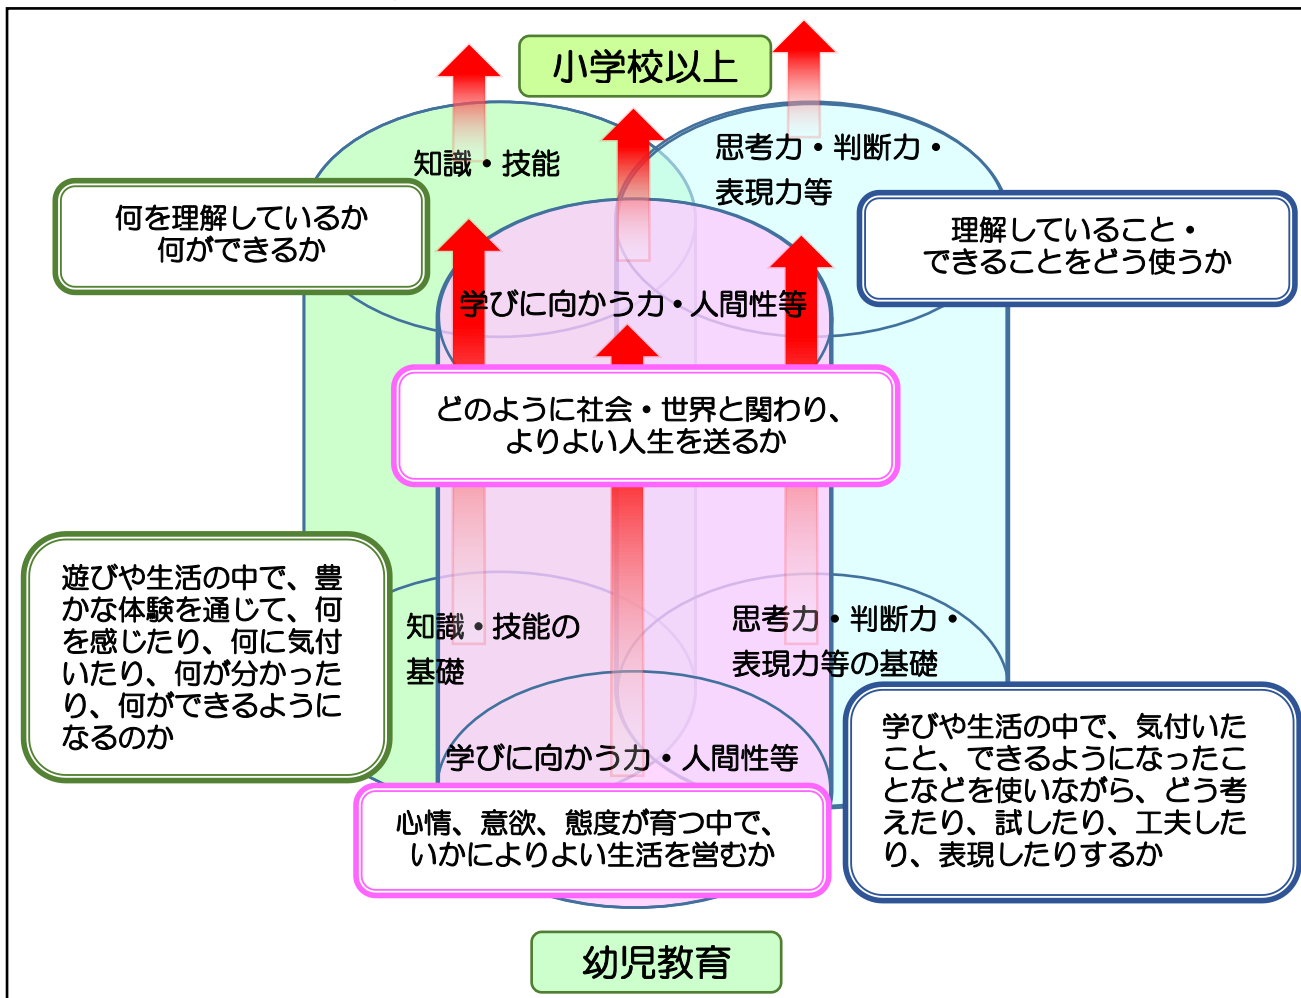 小学校以上
知識・技能
思考力・判断力・
表現力等
何を理解しているか
何ができるか
理解していること・
できることをどう使うか
学びに向かう力・人間性等
どのように社会・世界と関わり、
よりよい人生を送るか
遊びや生活の中で、豊
かな体験を通じて、何
を感じたり、何に気付
いたり、何が分かった
り、何ができるように
なるのか
知識・技能の
基礎
思考力・判断力・
表現力等の基礎
学びに向かう力・人間性等
心情、意欲、態度が育つ中で、
いかによりよい生活を営むか
学びや生活の中で、気付いた
こと、できるようになったこ
となどを使いながら、どう考
えたり、試したり、工夫した
り、表現したりするか
幼児教育